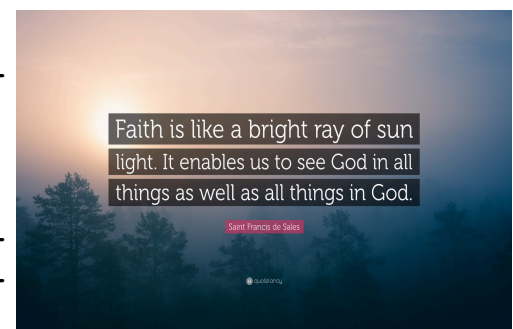 Faith is like a bright ray of sun
light. It enables us to see God in all
things as well as all things in God.
Saint Francis de Sales
quotefancy